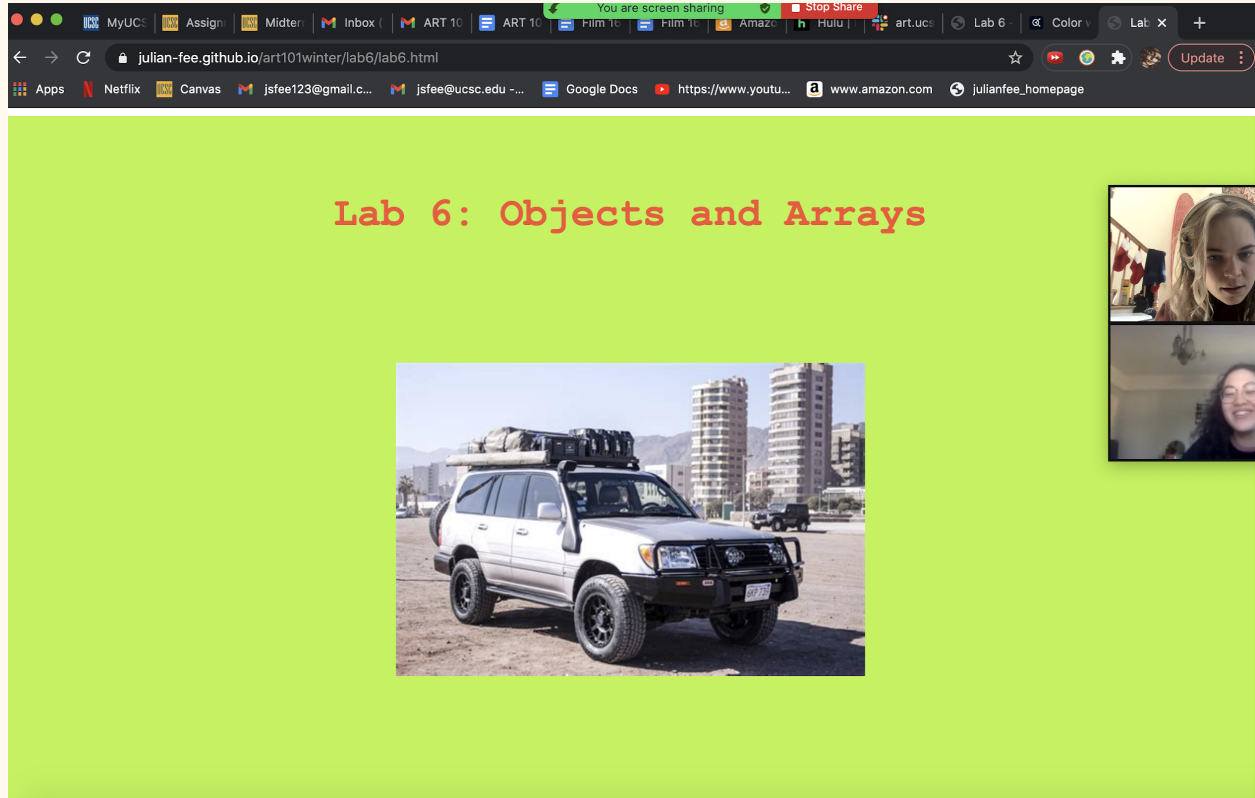 You are screen sharing Stop Share
MyUCS Assign Midter Inbox ( ART 10 ART 10 Film 16 Film 16 Amazo Hulu | art.ucs Lab 6 - Color Lab
julian-fee.github.io/art101winter/lab6/lab6.html Update
Apps Netflix Canvas jsfee123@gmail.c... jsfee@ucsc.edu -... Google Docs https://www.youtu... www.amazon.com julianfee_homepage
Lab 6: Objects and Arrays